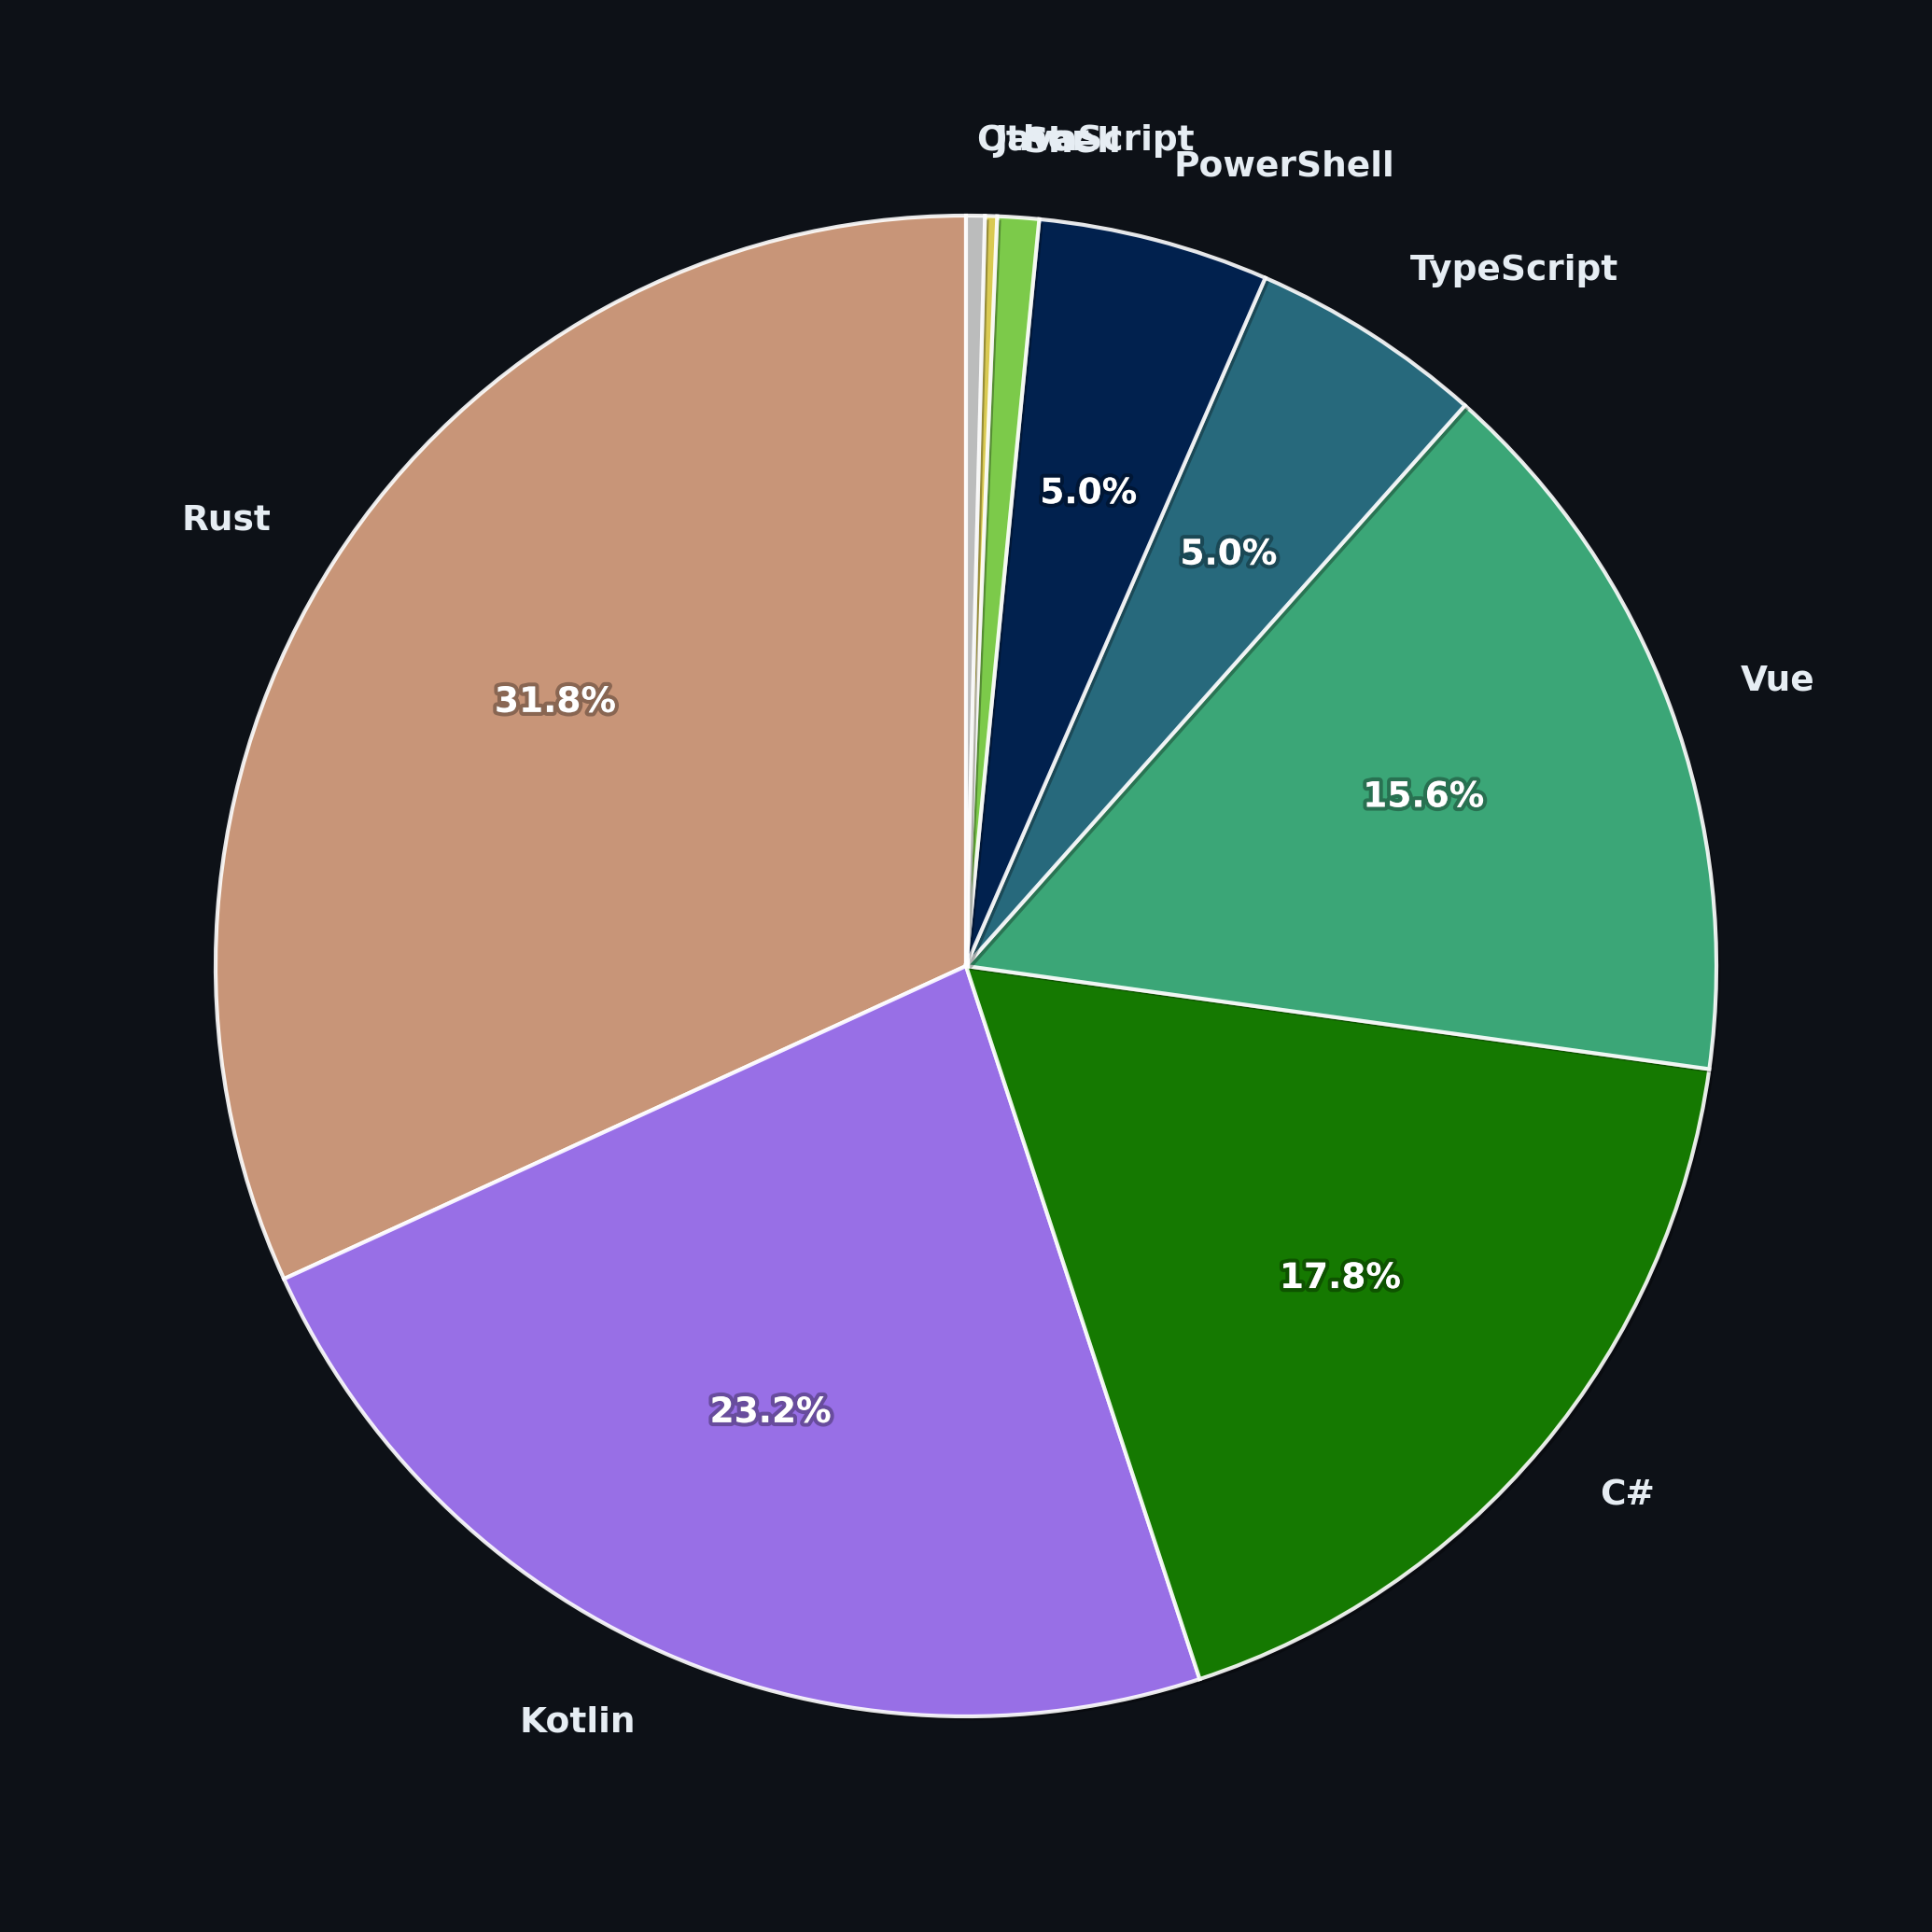 JavaScript
PowerShell
TypeScript
5.0%
Rust
5.0%
Vue
31.8%
15.6%
17.8%
23.2%
C#
Kotlin